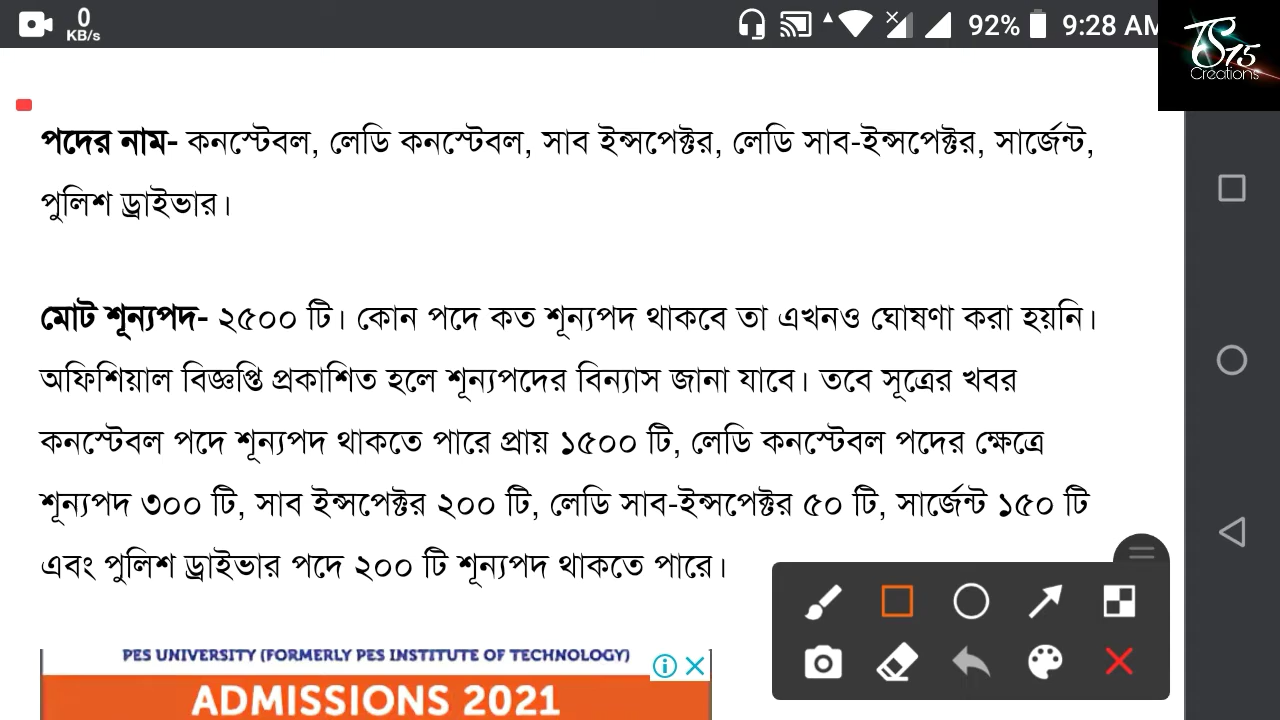 0
KB/s
92%
9:28 AM
TS15
Creations
পদের নাম- কনস্টেবল, লেডি কনস্টেবল, সাব ইন্সপেক্টর, লেডি সাব-ইন্সপেক্টর, সার্জেন্ট,
পুলিশ ড্রাইভার।
মোট শূন্যপদ- ২৫০০ টি। কোন পদে কত শূন্যপদ থাকবে তা এখনও ঘোষণা করা হয়নি।
অফিশিয়াল বিজ্ঞপ্তি প্রকাশিত হলে শূন্যপদের বিন্যাস জানা যাবে। তবে সূত্রের খবর
কনস্টেবল পদে শূন্যপদ থাকতে পারে প্রায় ১৫০০ টি, লেডি কনস্টেবল পদের ক্ষেত্রে
শূন্যপদ ৩০০ টি, সাব ইন্সপেক্টর ২০০ টি, লেডি সাব-ইন্সপেক্টর ৫০ টি, সার্জেন্ট ১৫০ টি
এবং পুলিশ ড্রাইভার পদে ২০০ টি শূন্যপদ থাকতে পারে।
PES UNIVERSITY (FORMERLY PES INSTITUTE OF TECHNOLOGY)
ADMISSIONS 2021